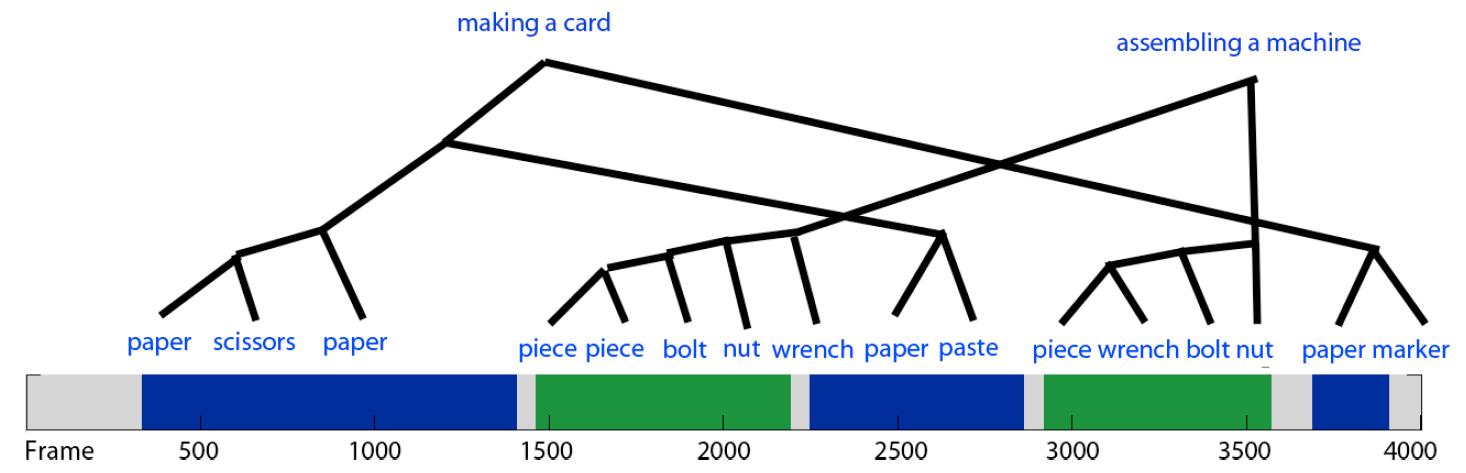 making a card
assembling a machine
paper scissors paper
piece piece bolt nut wrench paper paste
piece wrench bolt nut paper marker
Frame 500 1000 1500 2000 2500 3000 3500 4000